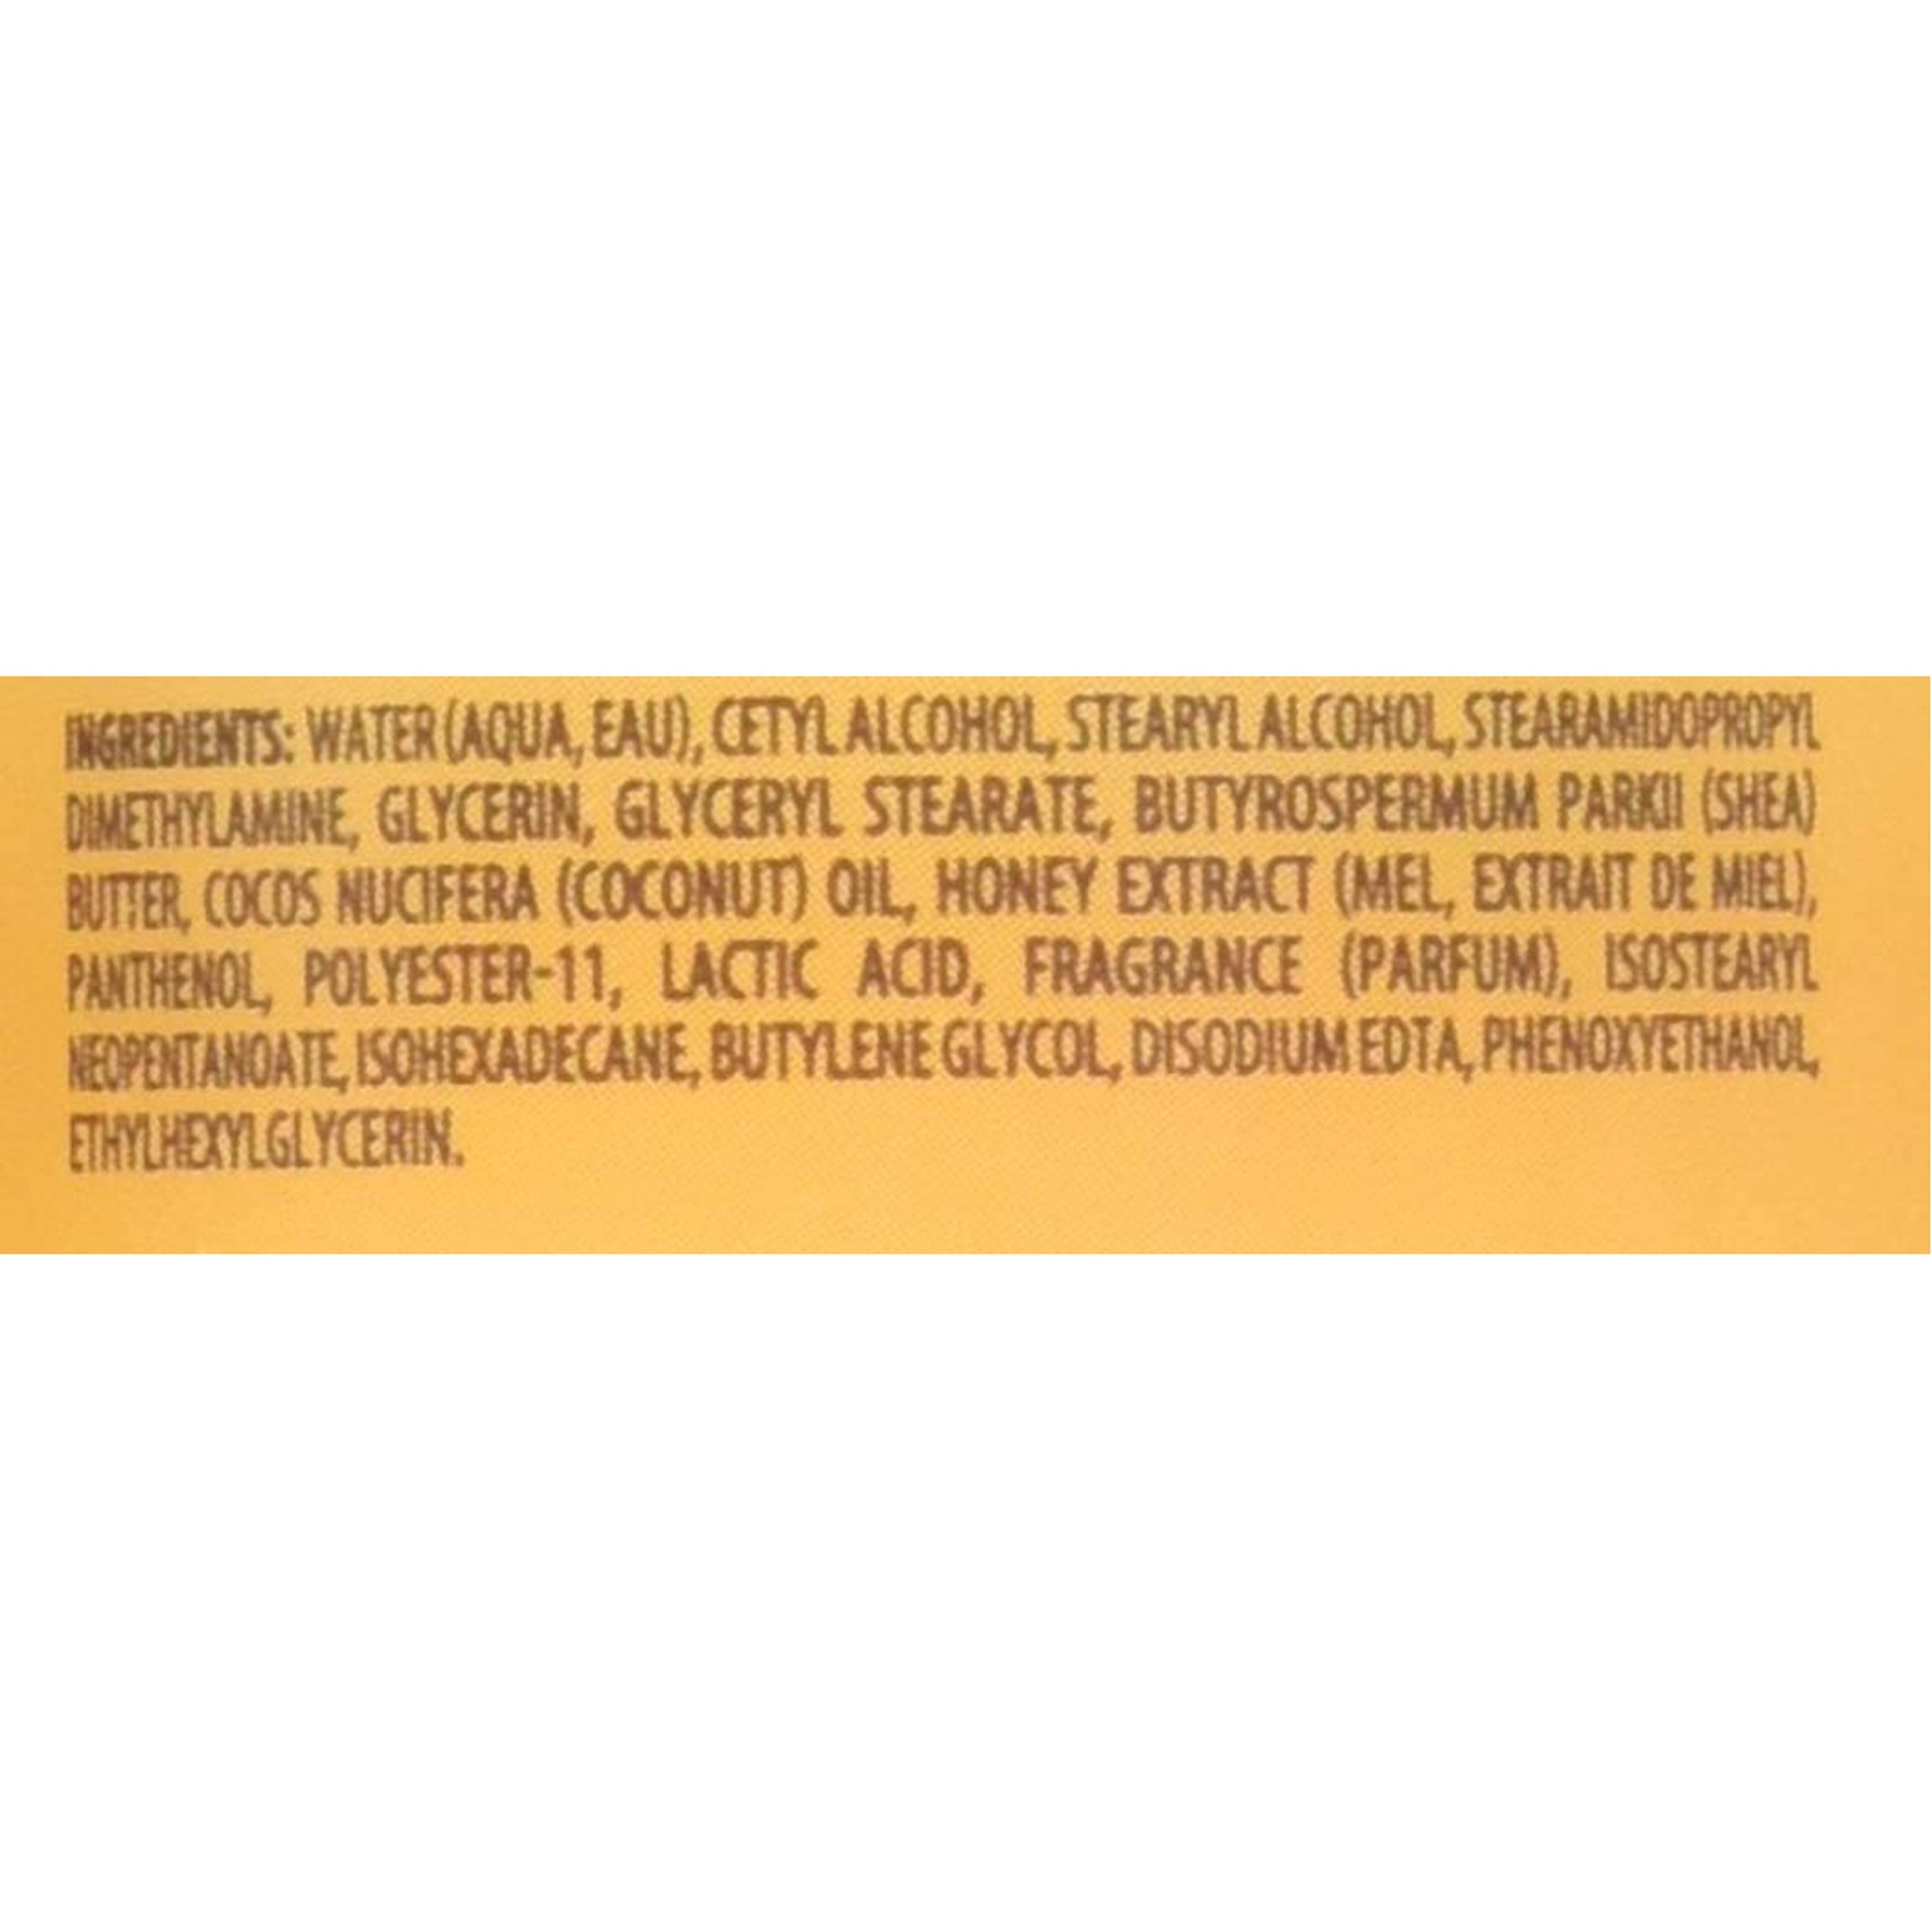 INGREDIENTS: WATER (AQUA, EAU), CETYL ALCOHOL, STEARYL ALCOHOL, STEARAMIDOPROPYL
DIMETHYLAMINE, GLYCERIN, GLYCERYL STEARATE, BUTYROSPERMUM PARKII (SHEA)
BUTTER, COCOS NUCIFERA (COCONUT) OIL, HONEY EXTRACT (MEL, EXTRAIT DE MIEL),
PANTHENOL, POLYESTER-11, LACTIC ACID, FRAGRANCE (PARFUM), ISOSTEARYL
NEOPENTANOATE, ISOHEXADECANE, BUTYLENE GLYCOL, DISODIUM EDTA, PHENOXYETHANOL,
ETHYLHEXYLGLYCERIN.